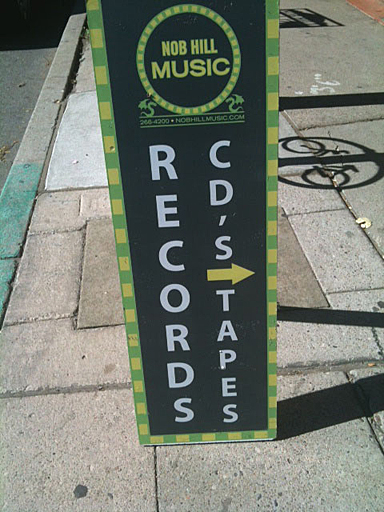 NOB HILL
MUSIC
266-4200 • NOBHILLMUSIC.COM
RECORDS
CD'S
TAPES